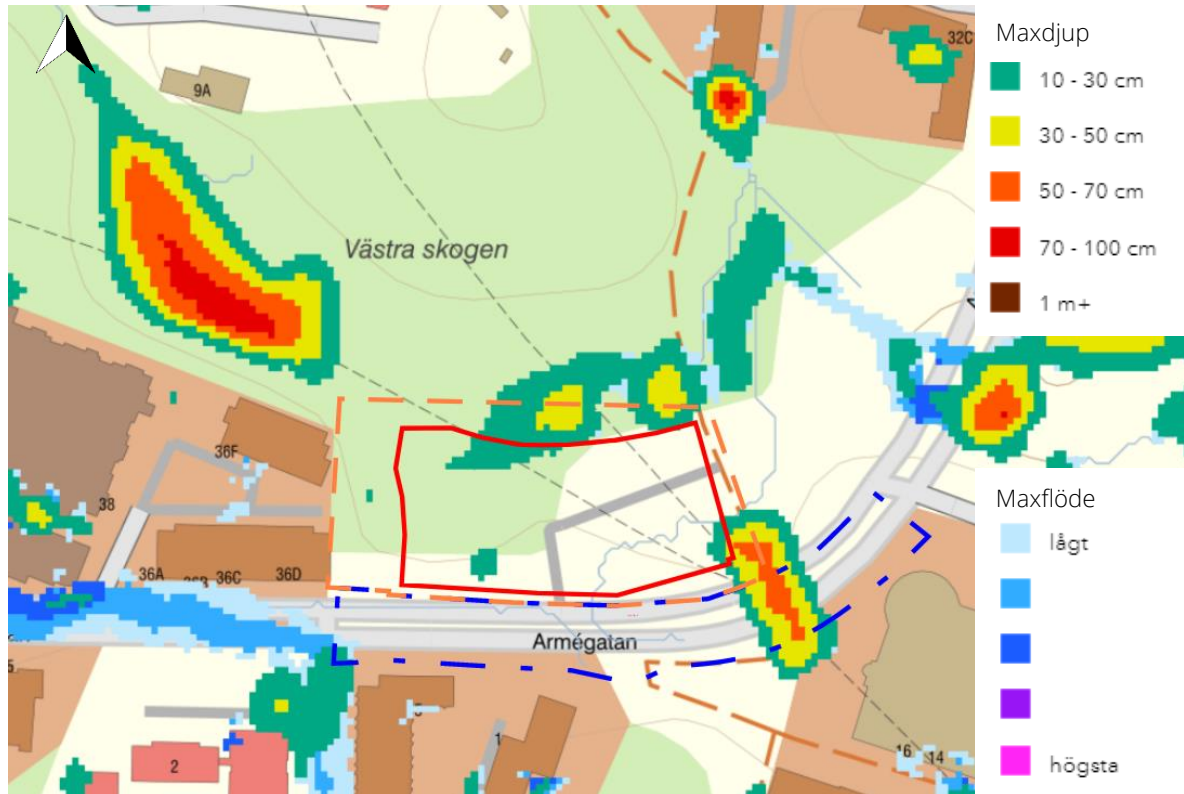 Maxdjup
10 - 30 cm
30 - 50 cm
50 - 70 cm
70 - 100 cm
1 m+
Maxflöde
lågt
högsta
32C
9A
Västra skogen
36F
38
36A
36B
36C
36D
Armégatan
2
1
16
14